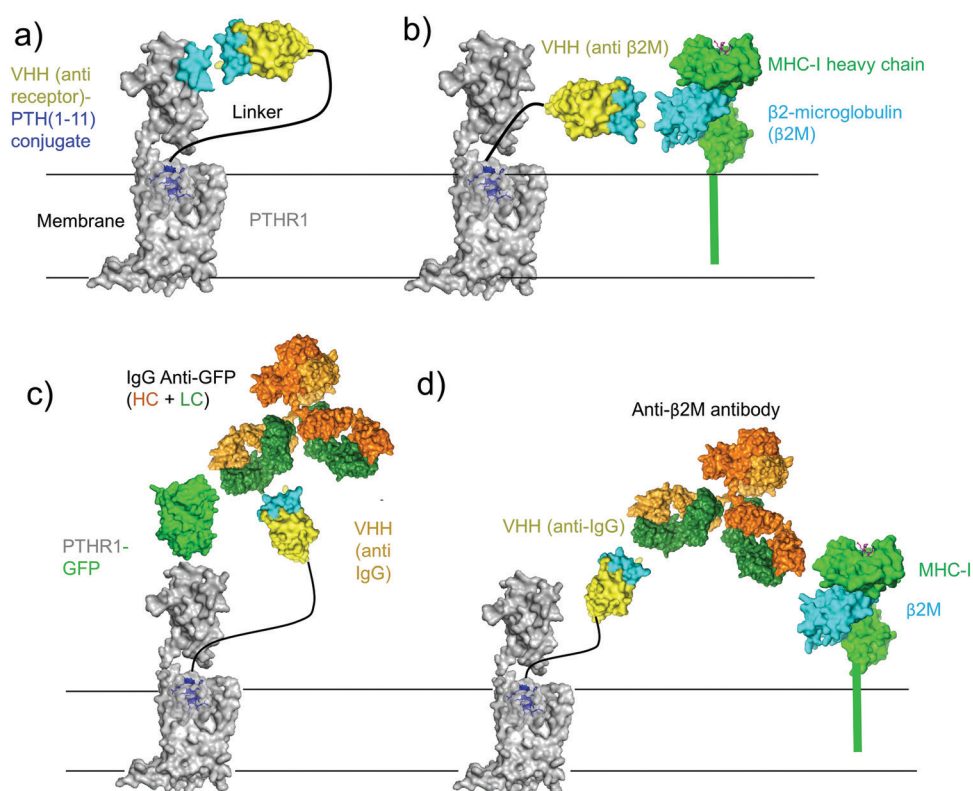 a)
VHH (anti
receptor)-
PTH(1-11)
conjugate
Linker
Membrane
PTHR1
b)
VHH (anti β2M)
MHC-I heavy chain
β2-microglobulin
(β2M)
c)
IgG Anti-GFP
(HC + LC)
PTHR1-
GFP
VHH
(anti
IgG)
d)
Anti-β2M antibody
VHH (anti-IgG)
MHC-I
β2M